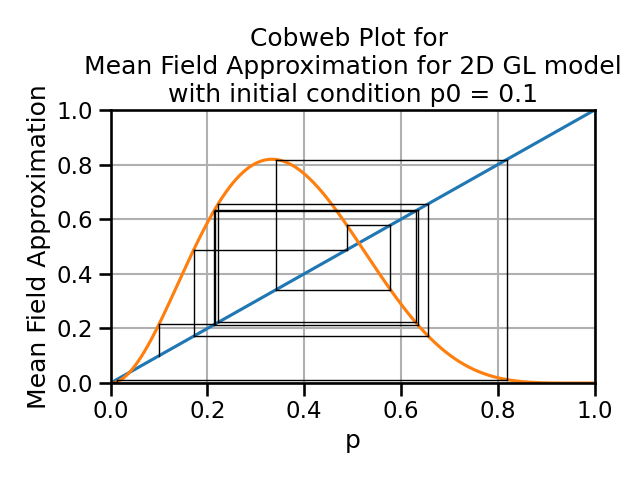 Cobweb Plot for
Mean Field Approximation for 2D GL model
with initial condition p0 = 0.1
Mean Field Approximation
1.0
0.8
0.6
0.4
0.2
0.0
0.0 0.2 0.4 0.6 0.8 1.0
p